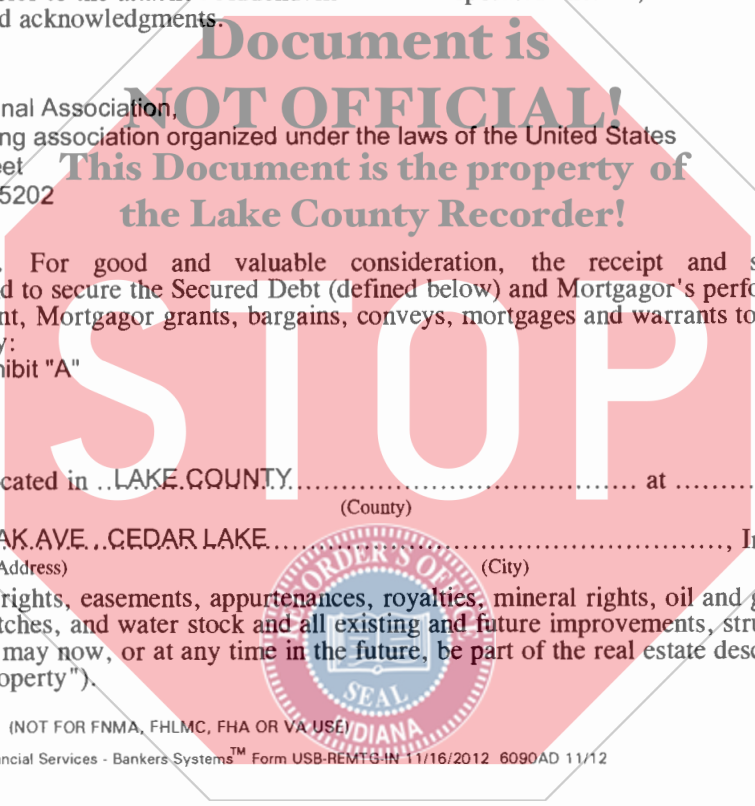 d acknowledgments.
Document is
NOT OFFICIAL!
This Document is the property of
the Lake County Recorder!
nal Association,
ng association organized under the laws of the United States
eet
5202
. For good and valuable consideration, the receipt and s
d to secure the Secured Debt (defined below) and Mortgagor's perfo
nt, Mortgagor grants, bargains, conveys, mortgages and warrants to
y:
hibit "A"
STOP
cated in ..LAKE COUNTY................................................ at .........
(County)
AK AVE , CEDAR LAKE................................................................, I
Address) (City)
rights, easements, appurtenances, royalties, mineral rights, oil and g
tches, and water stock and all existing and future improvements, stru
may now, or at any time in the future, be part of the real estate desc
operty").
RECORDER'S OFFICE
SEAL
INDIANA
(NOT FOR FNMA, FHLMC, FHA OR VA USE)
ncial Services - Bankers Systems™ Form USB-REMTG-IN 11/16/2012 6090AD 11/12